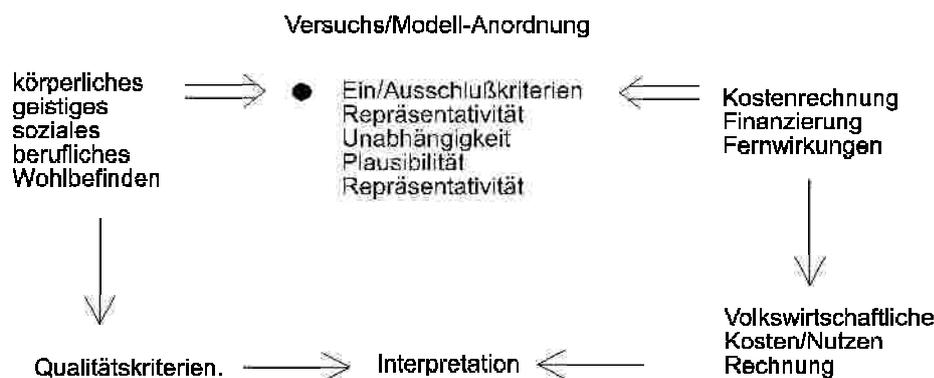 Versuchs/Modell-Anordnung
körperliches
geistiges
soziales
berufliches
Wohlbefinden
Ein/Ausschlußkriterien
Repräsentativität
Unabhängigkeit
Plausibilität
Repräsentativität
Kostenrechnung
Finanzierung
Fernwirkungen
Qualitätskriterien.
Interpretation
Volkswirtschaftliche
Kosten/Nutzen
Rechnung